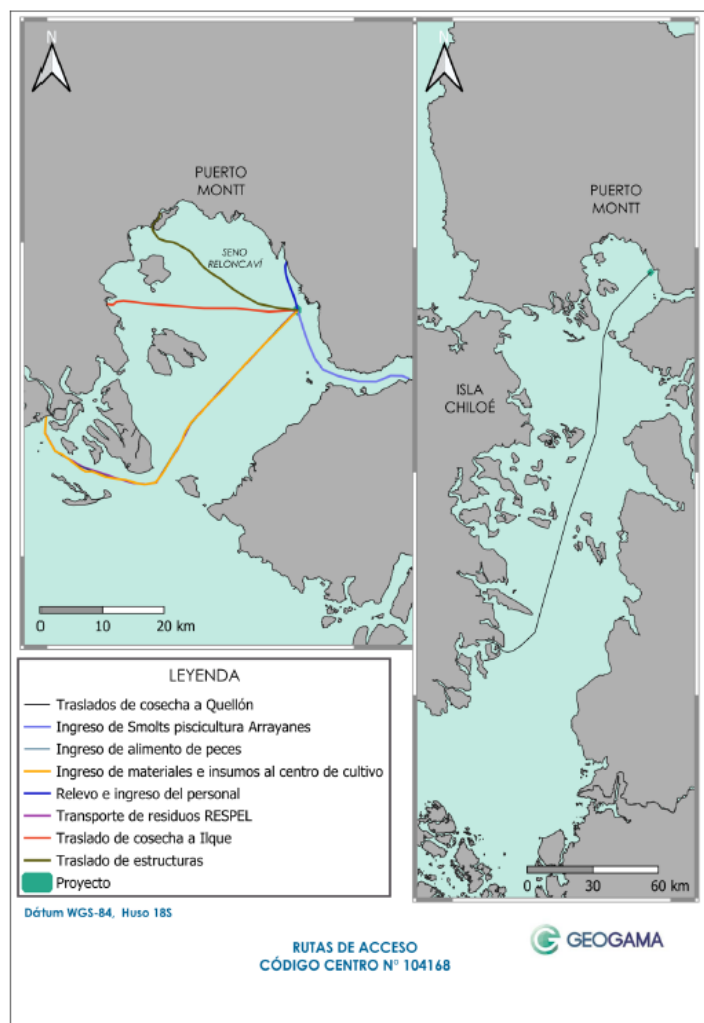 N
PUERTO
MONTT
SENO
RELONCAVÍ
0 10 20 km
N
PUERTO
MONTT
ISLA
CHILOÉ
0 30 60 km
LEYENDA
Traslados de cosecha a Quellón
Ingreso de Smolts piscicultura Arrayanes
Ingreso de alimento de peces
Ingreso de materiales e insumos al centro de cultivo
Relevo e ingreso del personal
Transporte de residuos RESPEL
Traslado de cosecha a Ilque
Traslado de estructuras
Proyecto
Dátum WGS-84, Huso 18S
RUTAS DE ACCESO
CÓDIGO CENTRO N° 104168
GEOGAMA